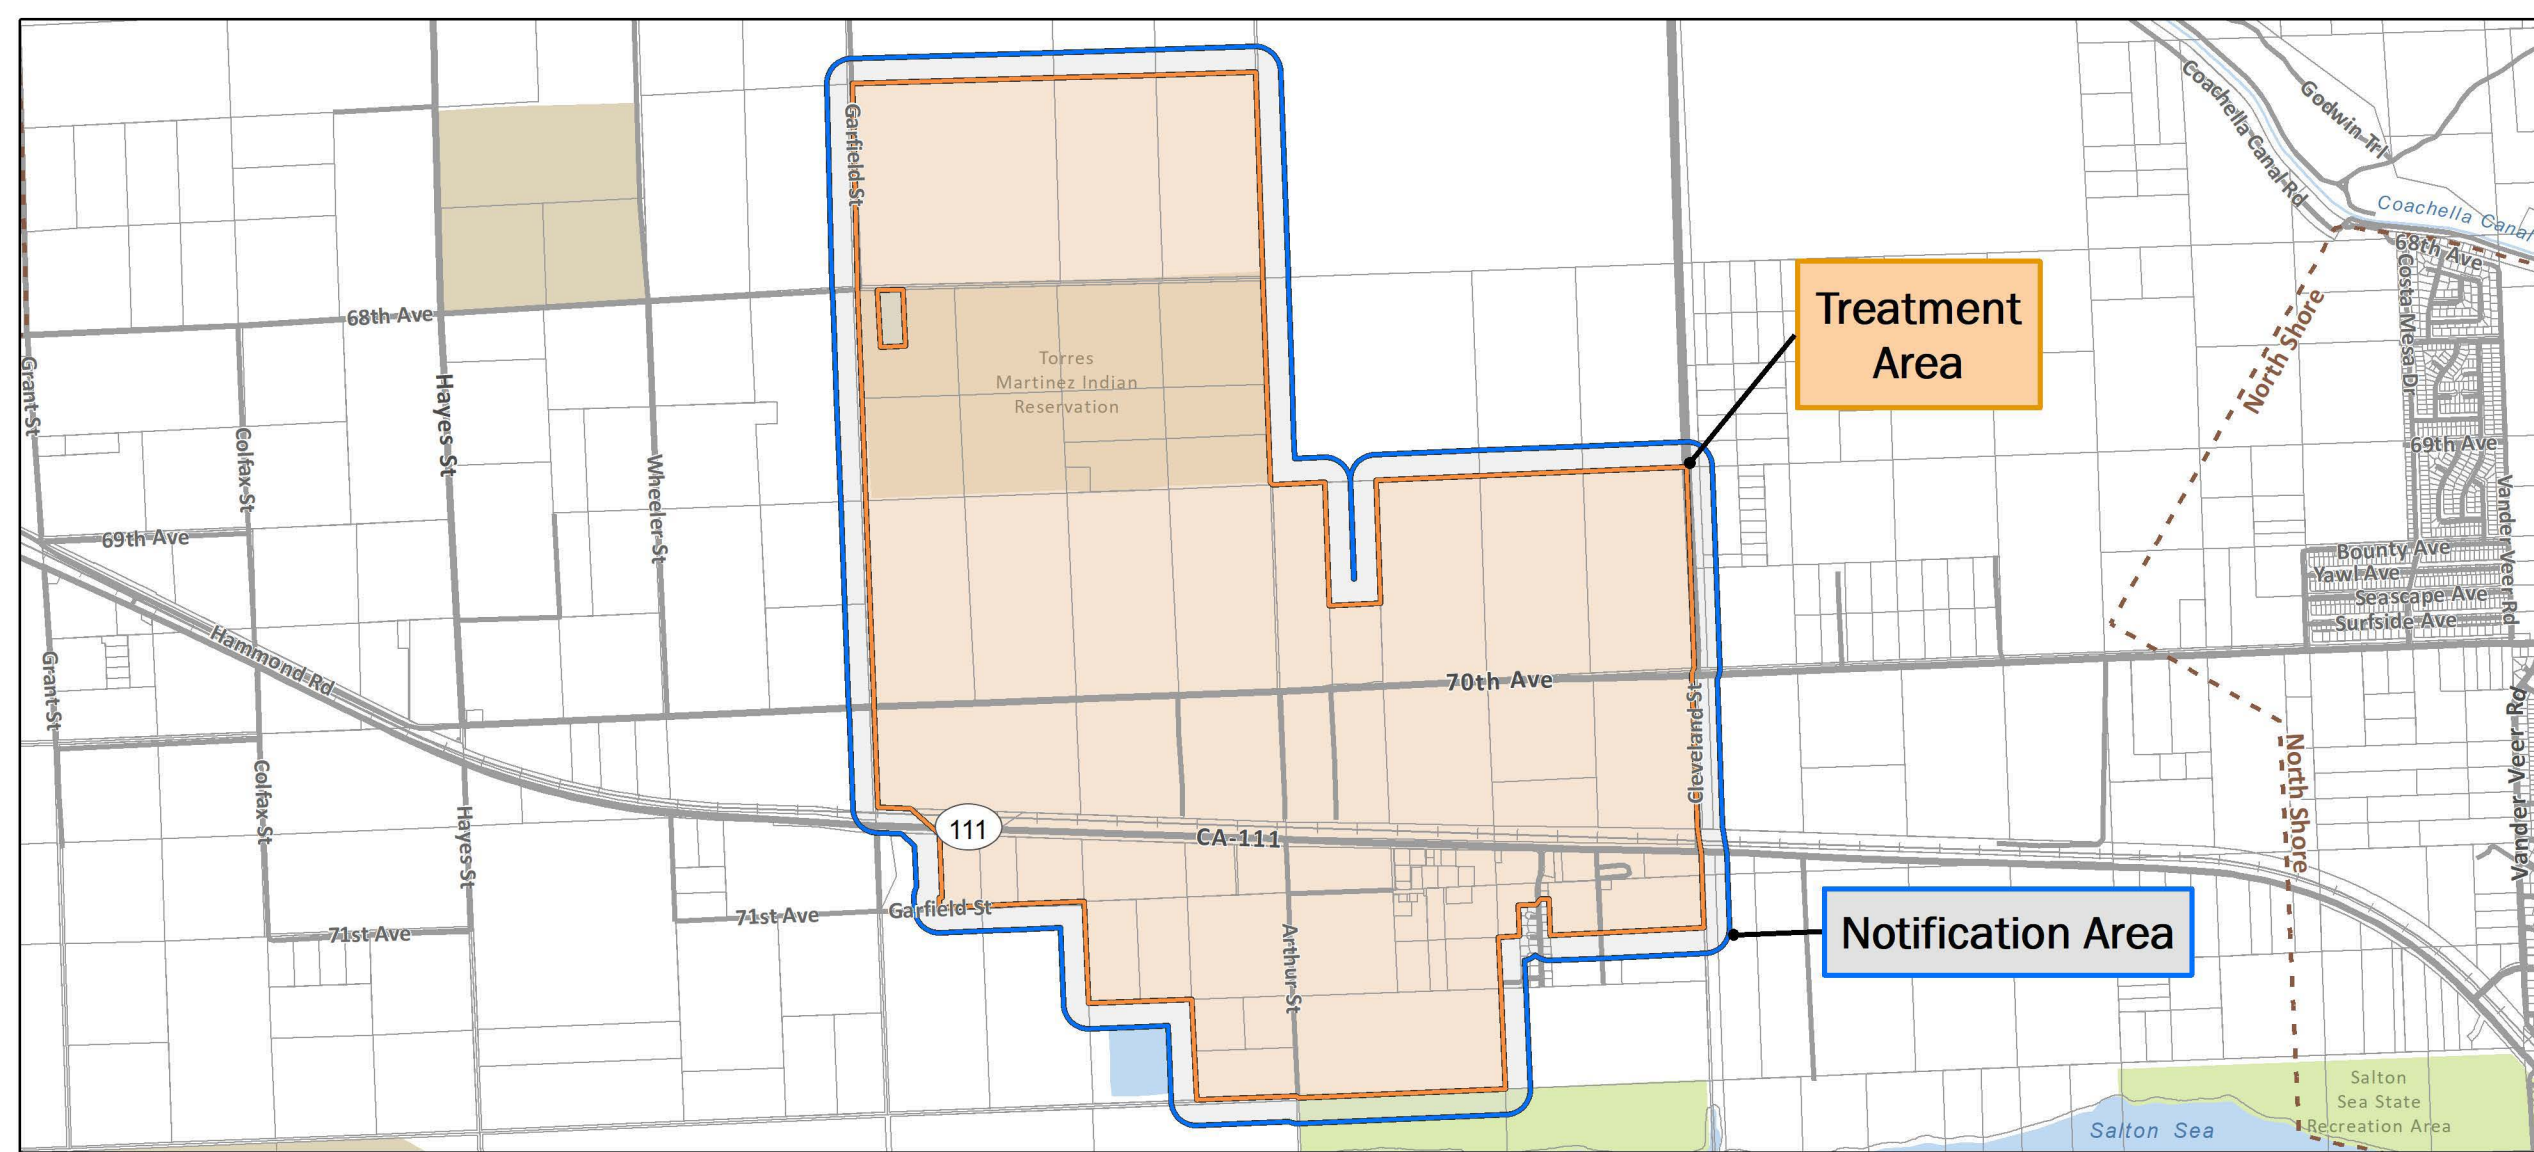 Garfield St
Coachella Canal Rd
Godwin Trl
Coachella Canal
68th Ave
Costa Mesa Dr
North Shore
68th Ave
Treatment
Area
Torres
Martinez Indian
Reservation
Grant St
Hayes St
Colfax St
Wheeler St
69th Ave
Vander Veer Rd
69th Ave
Bounty Ave
Yawl Ave
Seascape Ave
Surfside Ave
Hammond Rd
Grant St
70th Ave
Cleveland St
Vander Veer Rd
North Shore
Colfax St
Hayes St
111
CA-111
Garfield St
71st Ave
71st Ave
Arthur St
Notification Area
Salton
Sea State
Recreation Area
Salton Sea